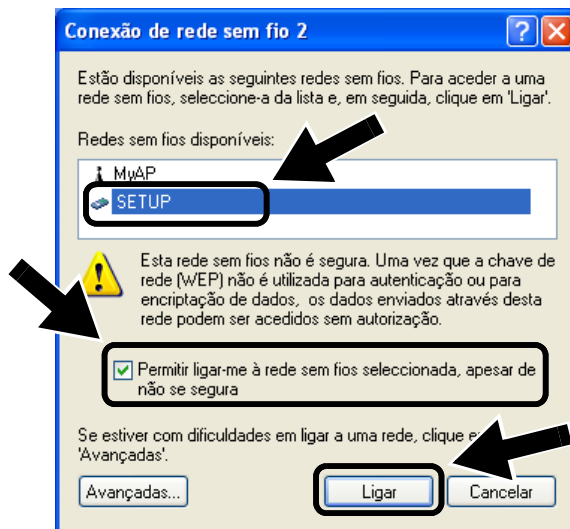 Conexão de rede sem fio 2
Estão disponíveis as seguintes redes sem fios. Para aceder a uma
rede sem fios, seleccione-a da lista e, em seguida, clique em 'Ligar'.
Redes sem fios disponíveis:
MyAP
SETUP
Esta rede sem fios não é segura. Uma vez que a chave de
rede (WEP) não é utilizada para autenticação ou para
encriptação de dados, os dados enviados através desta
rede podem ser acedidos sem autorização.
Permitir ligar-me à rede sem fios seleccionada, apesar de
não se segura
Se estiver com dificuldades em ligar a uma rede, clique
'Avançadas'.
Avançadas... Ligar Cancelar